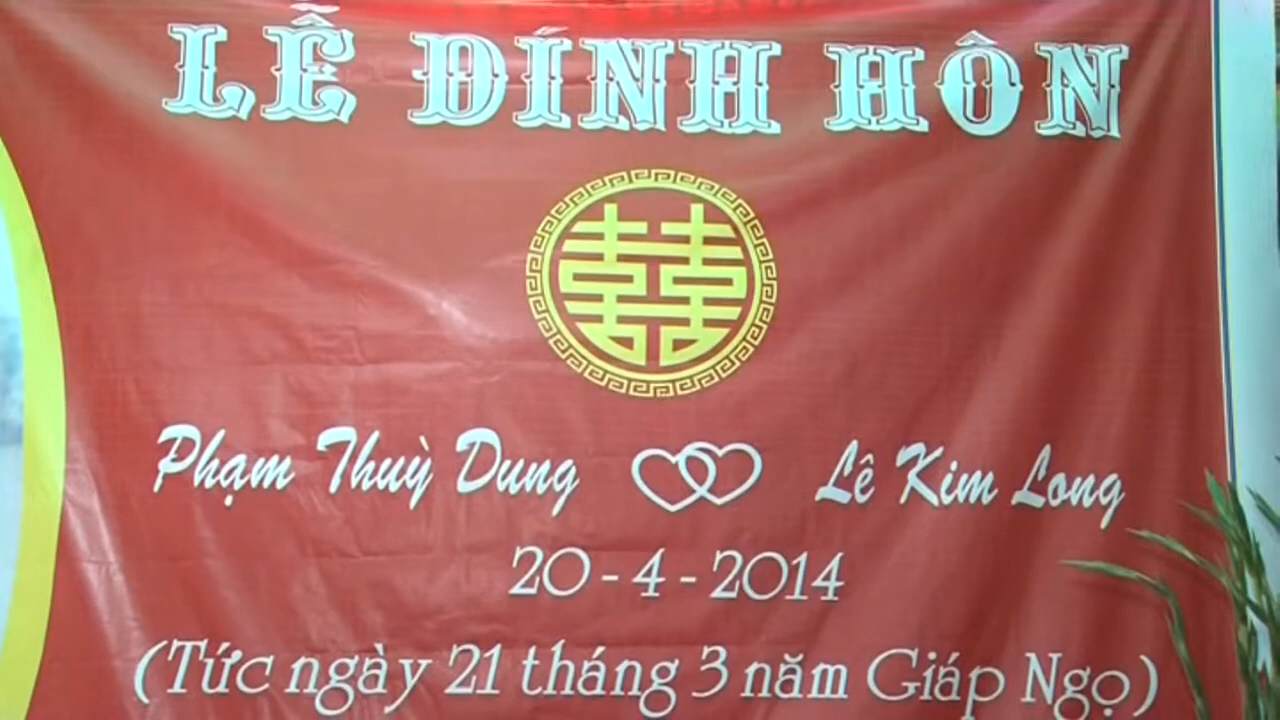 LỄ ĐÍNH HÔN
囍
Phạm Thuỳ Dung Lê Kim Long
20-4-2014
(Tức ngày 21 tháng 3 năm Giáp Ngọ)